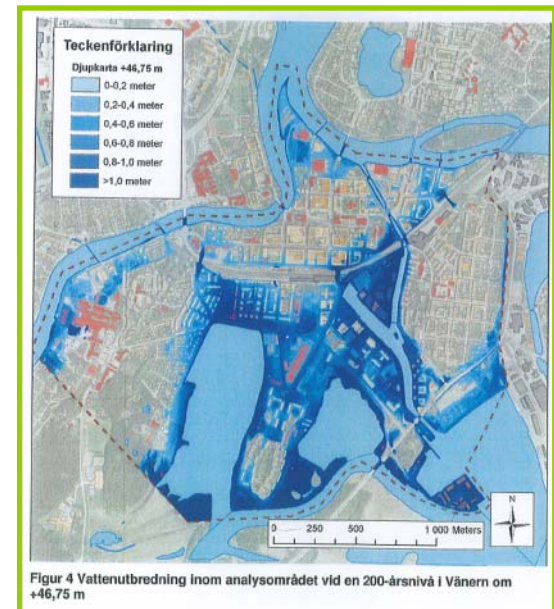 Teckenförklaring
Djupkarta +46,75 m
0-0,2 meter
0,2-0,4 meter
0,4-0,6 meter
0,6-0,8 meter
0,8-1,0 meter
>1,0 meter
N
0 250 500 1 000 Meters
Figur 4 Vattenutbredning inom analysområdet vid en 200-årsnivå i Vänern om
+46,75 m